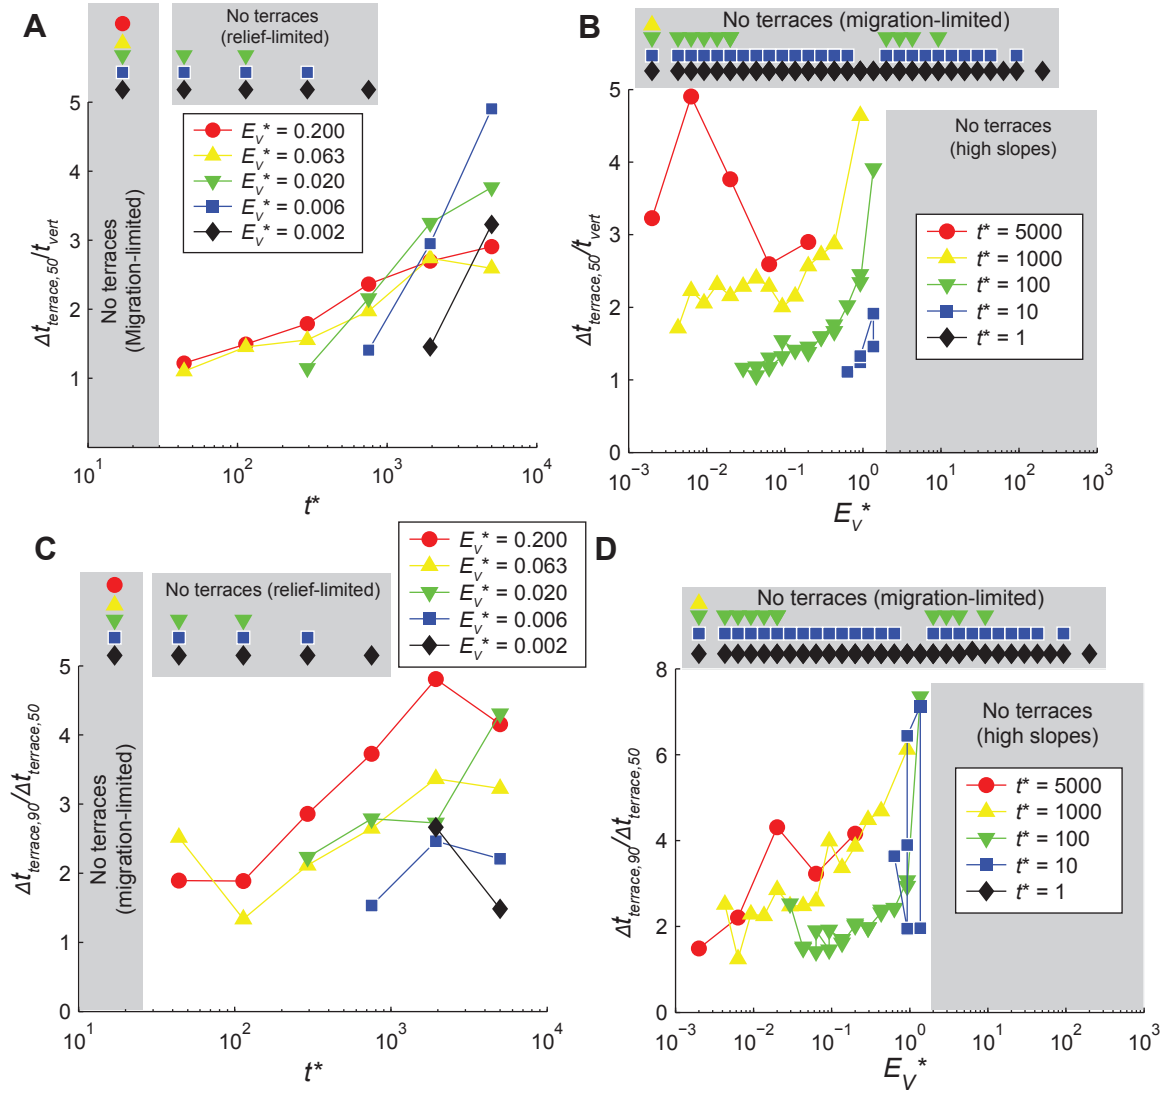 A
No terraces
(relief-limited)
No terraces
(Migration-limited)
E_V* = 0.200
E_V* = 0.063
E_V* = 0.020
E_V* = 0.006
E_V* = 0.002
Δt_terrace,50/t_vert
5
4
3
2
1
10^1
10^2
10^3
10^4
t*
B
No terraces (migration-limited)
No terraces
(high slopes)
t* = 5000
t* = 1000
t* = 100
t* = 10
t* = 1
Δt_terrace,50/t_vert
5
4
3
2
1
0
10^−3
10^−2
10^−1
10^0
10^1
10^2
10^3
E_V*
C
No terraces (relief-limited)
No terraces
(migration-limited)
E_V* = 0.200
E_V* = 0.063
E_V* = 0.020
E_V* = 0.006
E_V* = 0.002
Δt_terrace,90/Δt_terrace,50
5
4
3
2
1
0
10^1
10^2
10^3
10^4
t*
D
No terraces (migration-limited)
No terraces
(high slopes)
t* = 5000
t* = 1000
t* = 100
t* = 10
t* = 1
Δt_terrace,90/Δt_terrace,50
8
6
4
2
0
10^−3
10^−2
10^−1
10^0
10^1
10^2
10^3
E_V*